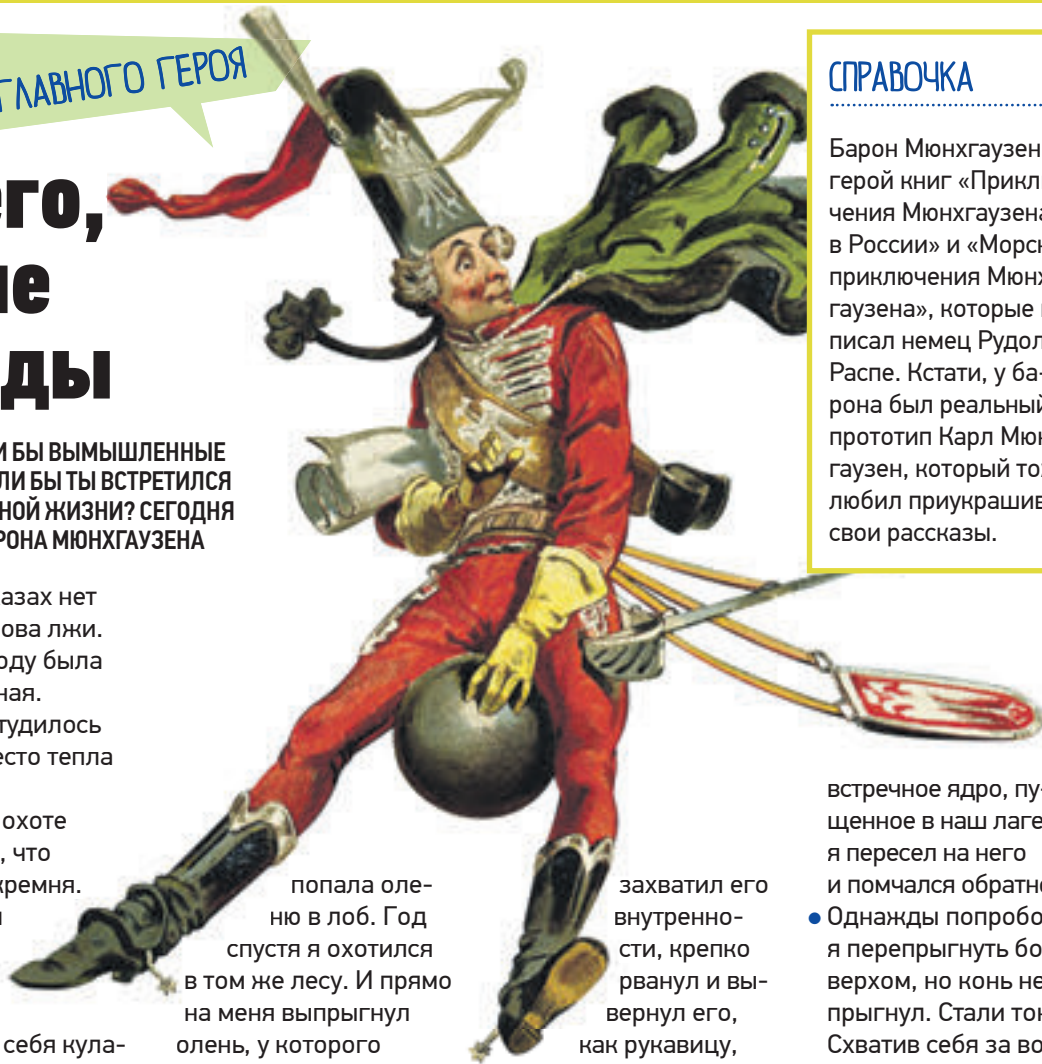 ГЛАВНОГО ГЕРОЯ
его,
ды
БЫ ВЫМЫШЛЕННЫЕ
ЛИ БЫ ТЫ ВСТРЕТИЛСЯ
НОЙ ЖИЗНИ? СЕГОДНЯ
РОНА МЮНХГАУЗЕНА
азах нет
ова лжи.
оду была
ная.
тудилось
есто тепла
охоте
, что
кремня.
себя кула-
попала оле-
ню в лоб. Год
спустя я охотился
в том же лесу. И прямо
на меня выпрыгнул
олень, у которого
захватил его
внутренно-
сти, крепко
рванул и вы-
вернул его,
как рукавицу,
СПРАВОЧКА
Барон Мюнхгаузен
герой книг «Прикл
чения Мюнхгаузена
в России» и «Морск
приключения Мюнх
гаузена», которые
писал немец Рудол
Распе. Кстати, у ба-
рона был реальный
прототип Карл Мюн
гаузен, который то
любил приукрашив
свои рассказы.
встречное ядро, пу-
щенное в наш лаге
я пересел на него
и помчался обратн
• Однажды попробо
я перепрыгнуть бо
верхом, но конь не
прыгнул. Стали то
Схватив себя за во